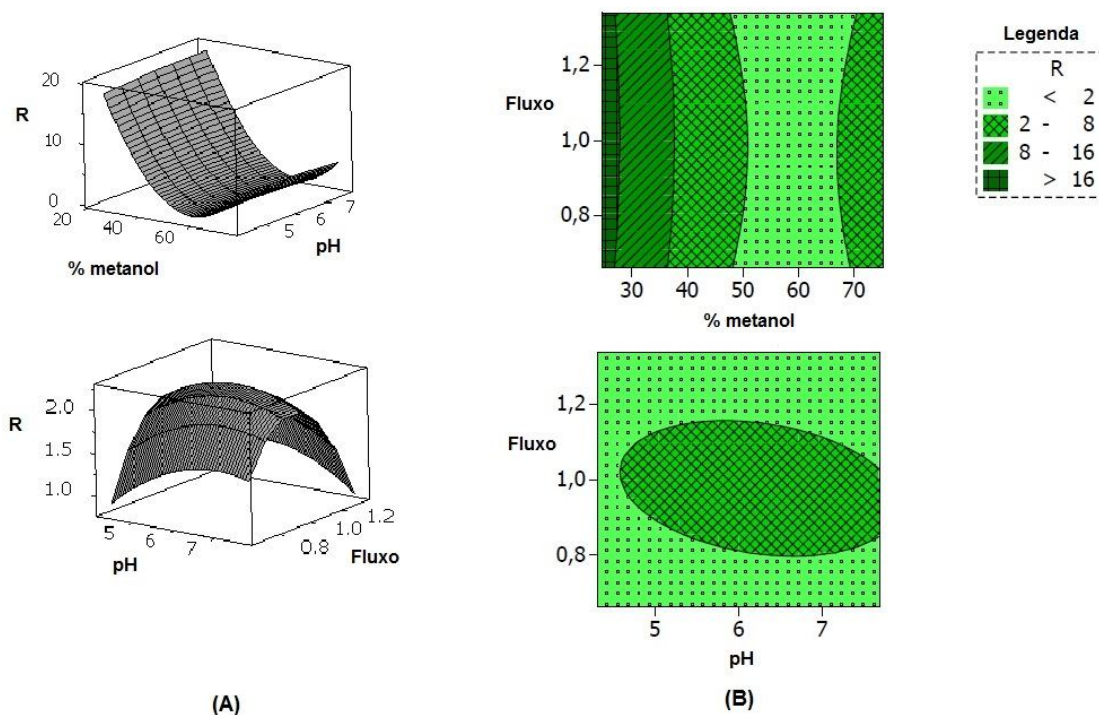 20
R
10
0
20
40
60
5
6
7
pH
% metanol
1,2
Fluxo
1,0
0,8
30 40 50 60 70
% metanol
Legenda
R
< 2
2 - 8
8 - 16
> 16
2.0
R
1.5
1.0
5
6
7
pH
0.8
1.0
1.2
Fluxo
1,2
Fluxo
1,0
0,8
5 6 7
pH
(A)
(B)